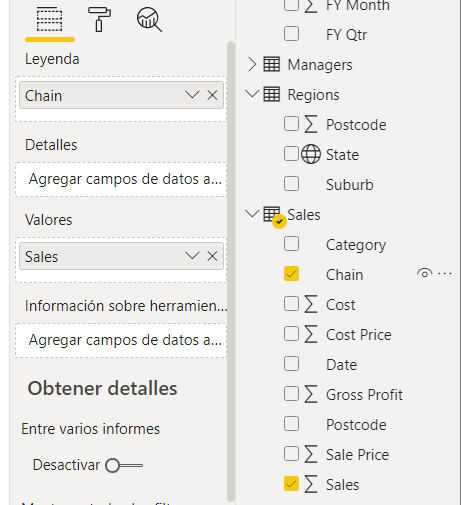 Leyenda
Chain
Detalles
Agregar campos de datos a...
Valores
Sales
Información sobre herramien...
Agregar campos de datos a...
Obtener detalles
Entre varios informes
Desactivar
FY Month
FY Qtr
Managers
Regions
Postcode
State
Suburb
Sales
Category
Chain
Cost
Cost Price
Date
Gross Profit
Postcode
Sale Price
Sales